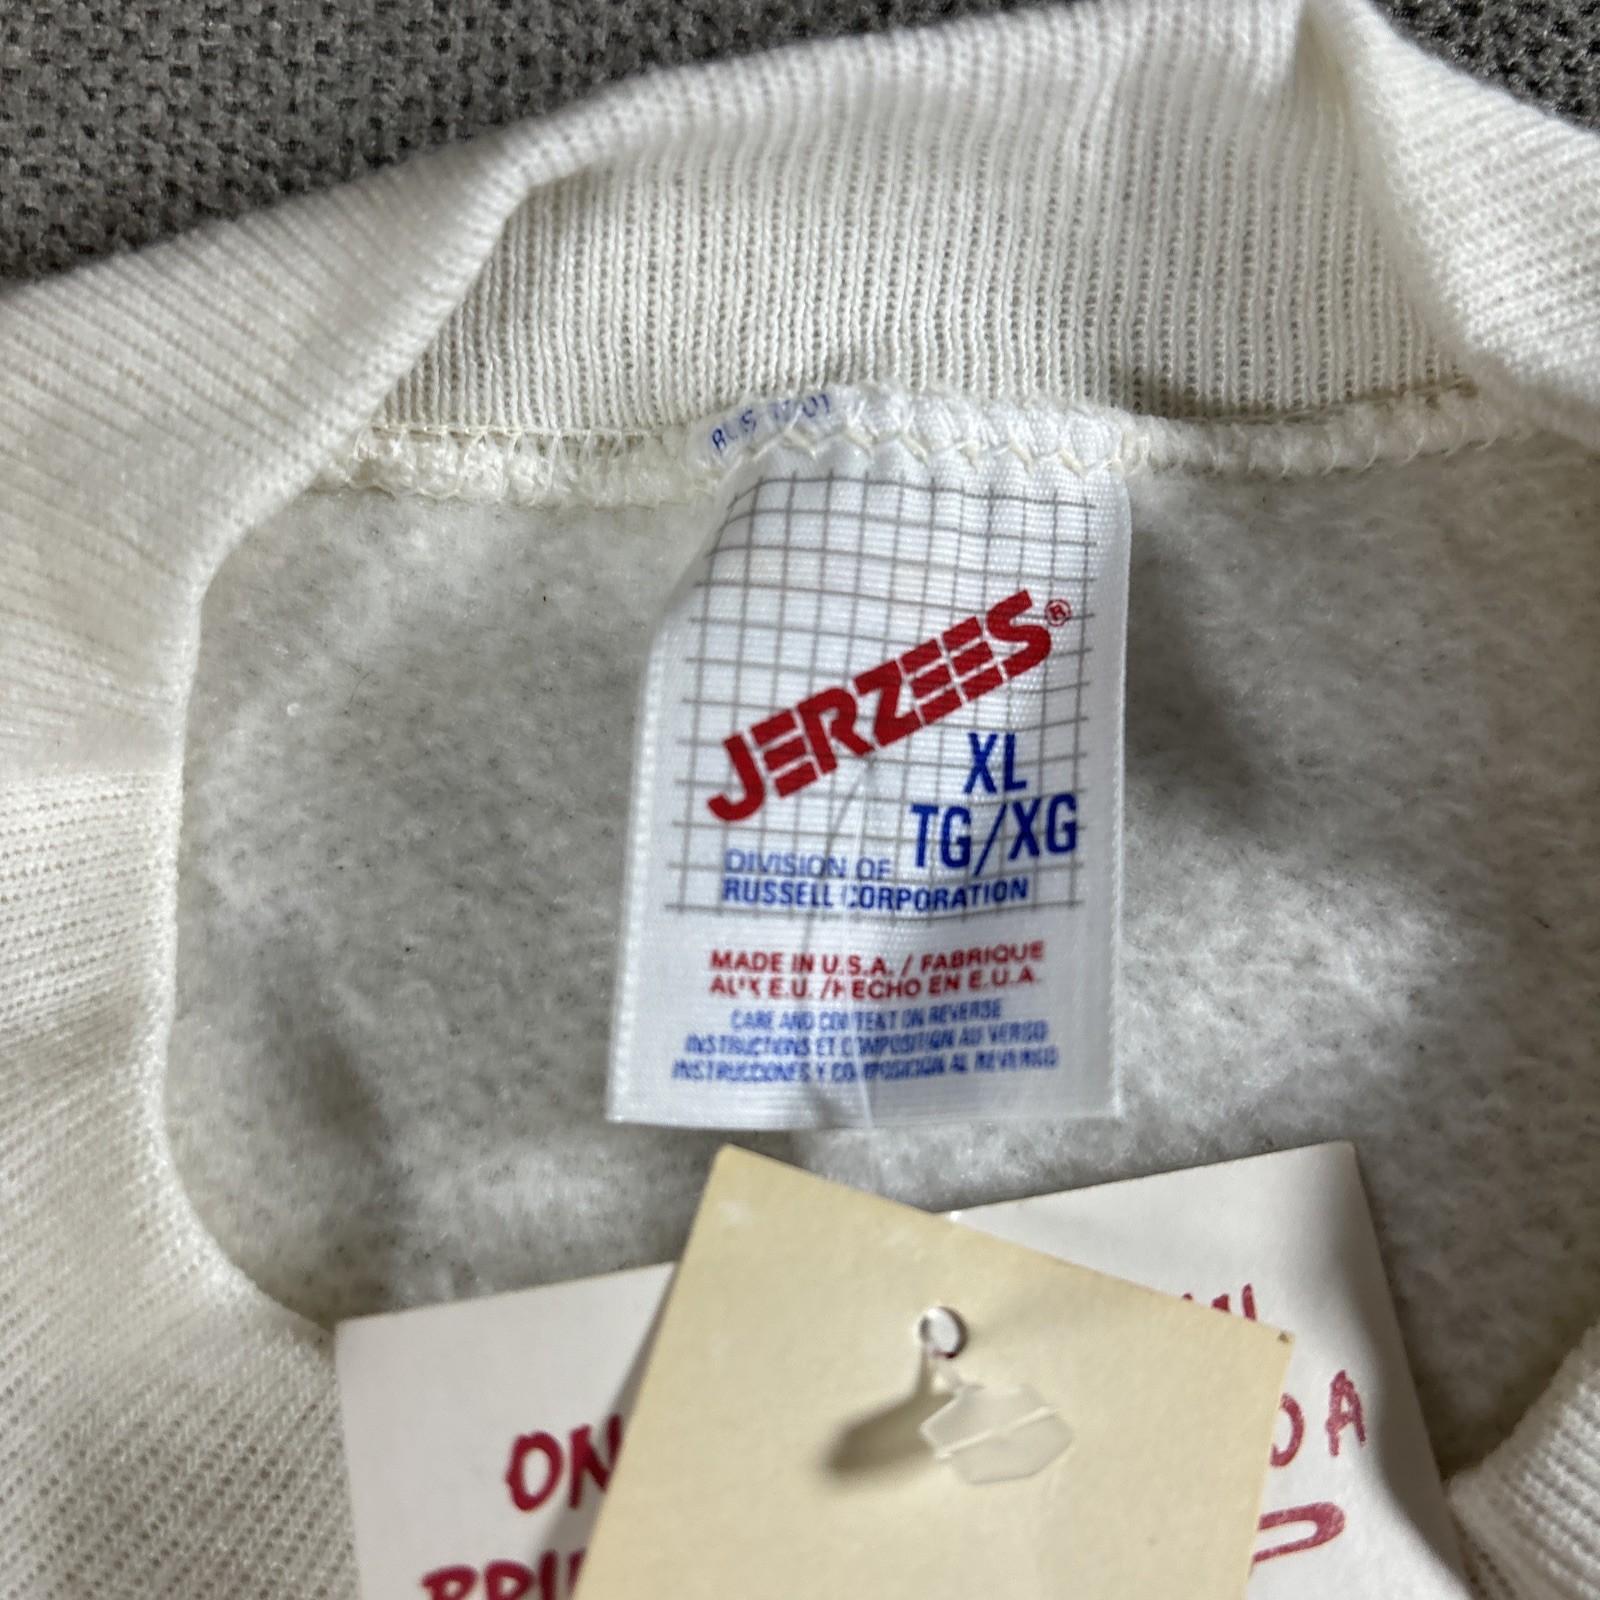 JERZEES®
XL
TG/XG
DIVISION OF
RUSSELL CORPORATION
MADE IN U.S.A. / FABRIQUE
AUX E.U. /HECHO EN E.U.A.
CARE AND CONTENT ON REVERSE
INSTRUCTIONS ET COMPOSITION AU VERSO
INSTRUCCIONES Y COMPOSICION AL REVERSO
ON